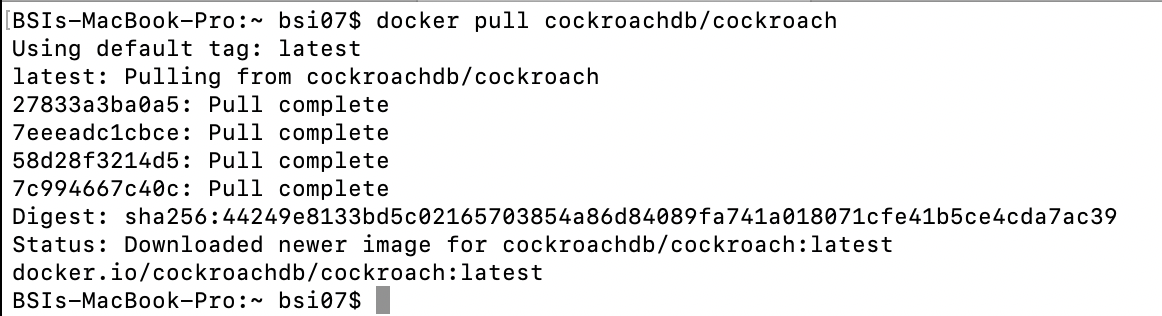 [BSIs-MacBook-Pro:~ bsi07$ docker pull cockroachdb/cockroach
Using default tag: latest
latest: Pulling from cockroachdb/cockroach
27833a3ba0a5: Pull complete
7eeeadc1cbce: Pull complete
58d28f3214d5: Pull complete
7c994667c40c: Pull complete
Digest: sha256:44249e8133bd5c02165703854a86d84089fa741a018071cfe41b5ce4cda7ac39
Status: Downloaded newer image for cockroachdb/cockroach:latest
docker.io/cockroachdb/cockroach:latest
BSIs-MacBook-Pro:~ bsi07$